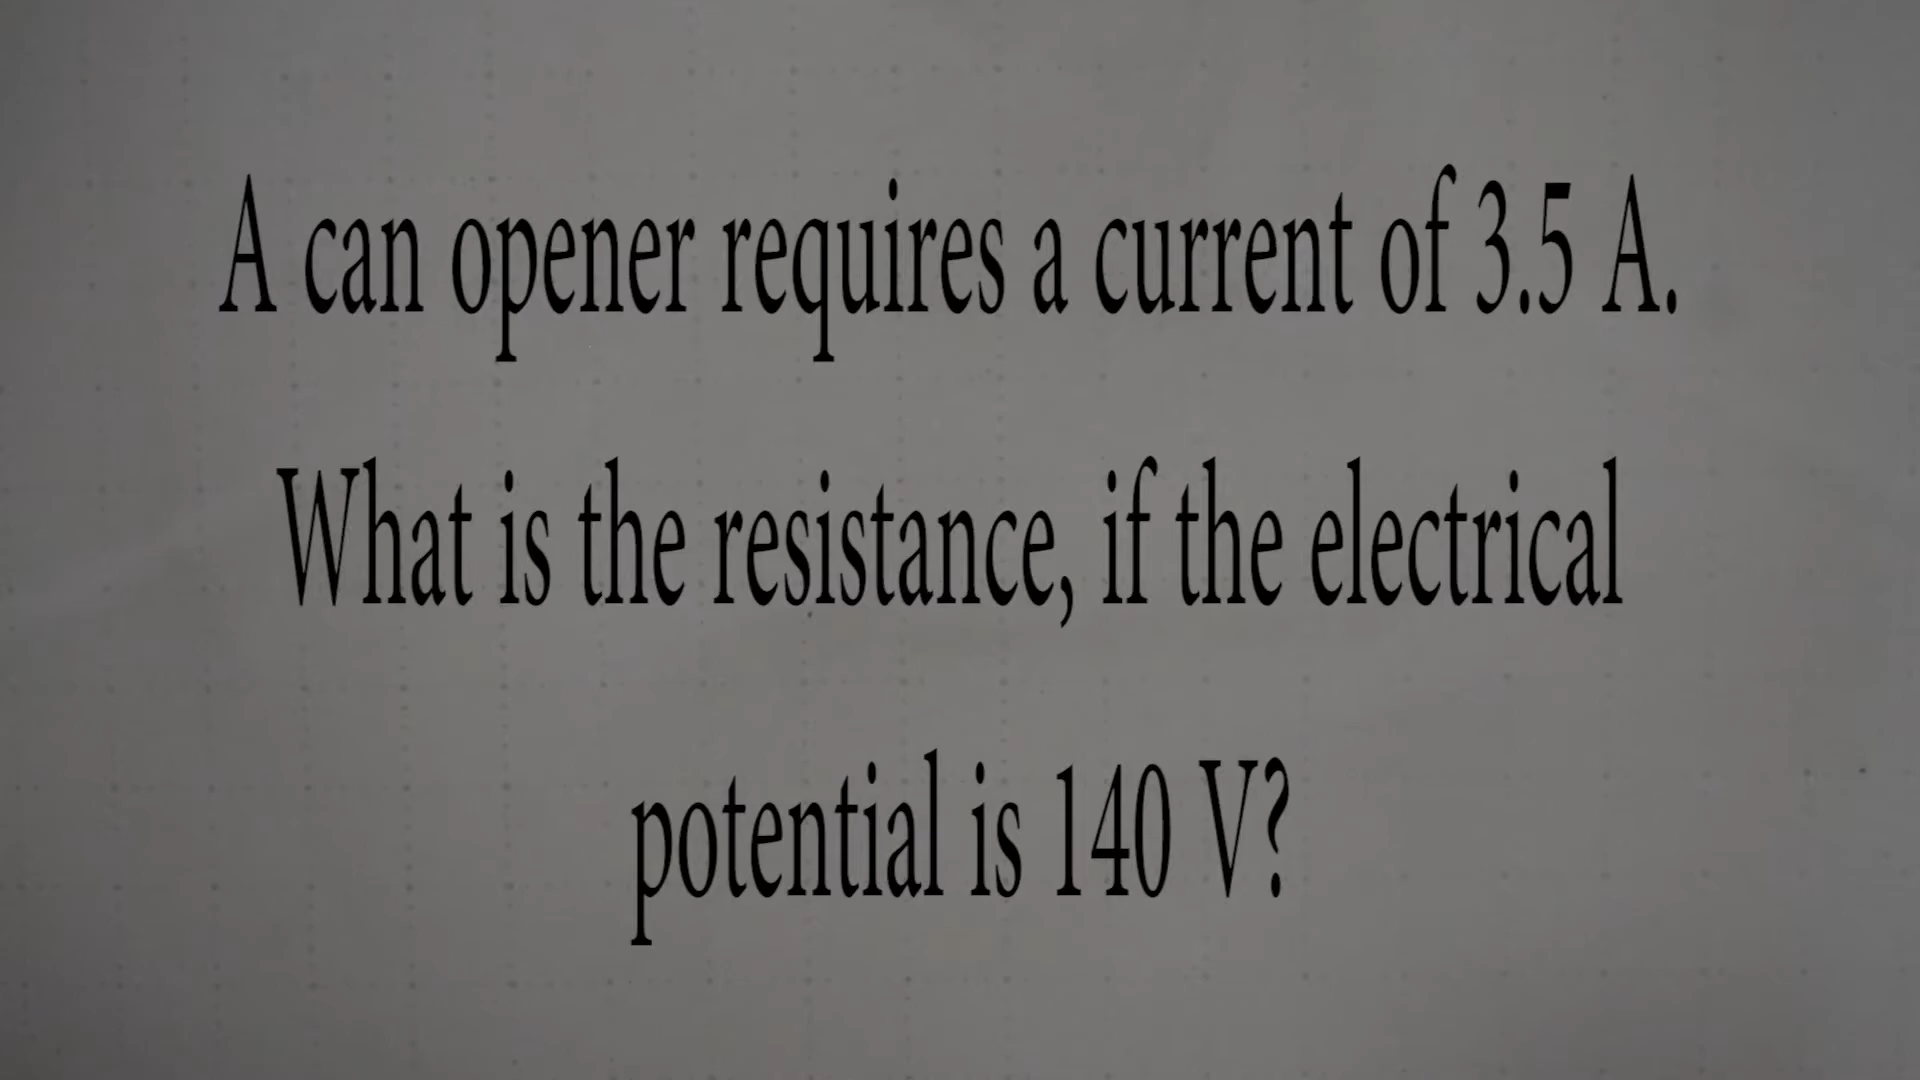 A can opener requires a current of 3.5 A.
What is the resistance, if the electrical
potential is 140 V?